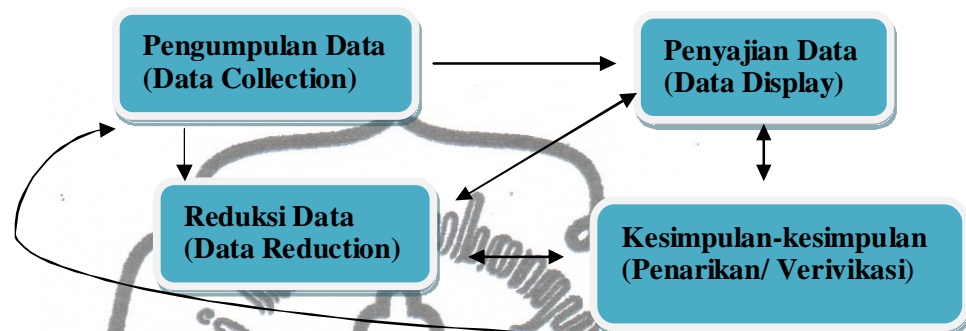 Pengumpulan Data
(Data Collection)
Penyajian Data
(Data Display)
Reduksi Data
(Data Reduction)
Kesimpulan-kesimpulan
(Penarikan/ Verivikasi)